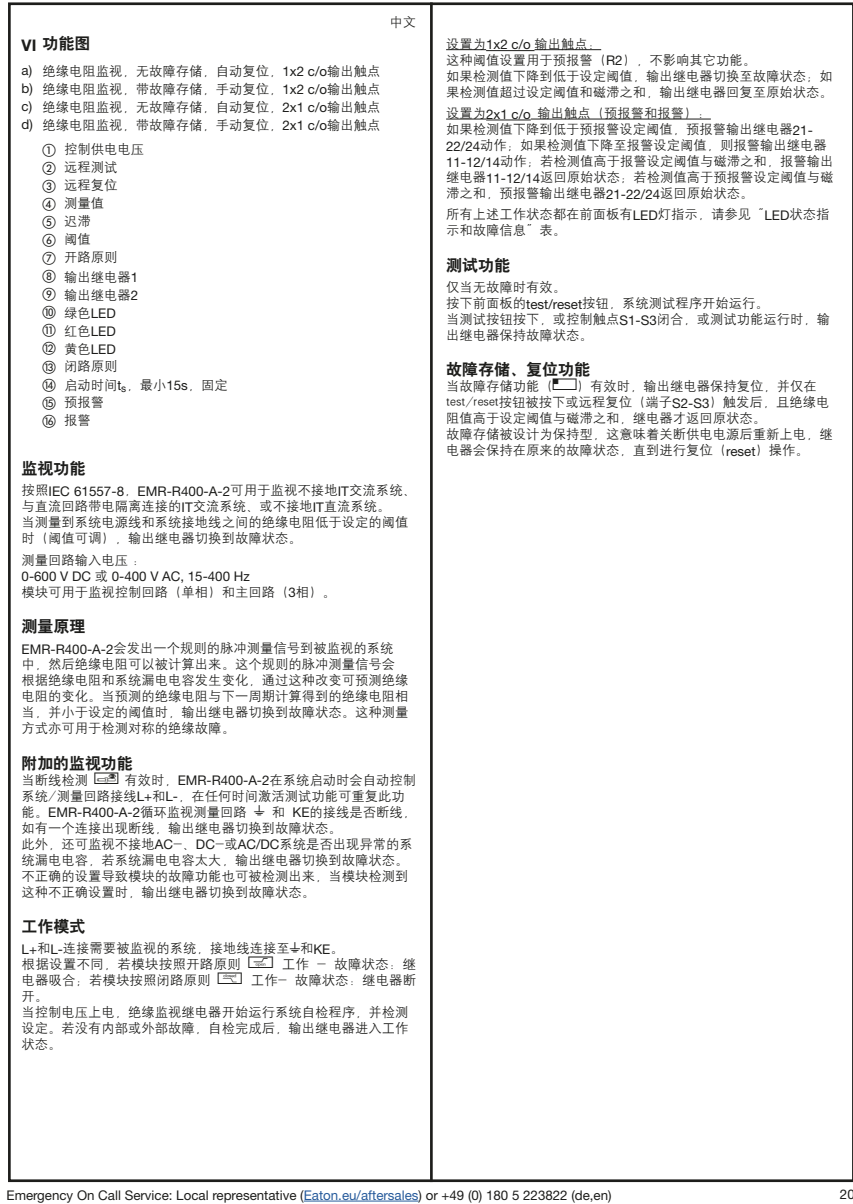 中文
VI 功能图
a) 绝缘电阻监视，无故障存储，自动复位，1x2 c/o输出触点
b) 绝缘电阻监视，带故障存储，手动复位，1x2 c/o输出触点
c) 绝缘电阻监视，无故障存储，自动复位，2x1 c/o输出触点
d) 绝缘电阻监视，带故障存储，手动复位，2x1 c/o输出触点
① 控制供电电压
② 远程测试
③ 远程复位
④ 测量值
⑤ 迟滞
⑥ 阈值
⑦ 开路原则
⑧ 输出继电器1
⑨ 输出继电器2
⑩ 绿色LED
⑪ 红色LED
⑫ 黄色LED
⑬ 闭路原则
⑭ 启动时间ts，最小15s，固定
⑮ 预报警
⑯ 报警
监视功能
按照IEC 61557-8，EMR-R400-A-2可用于监视不接地IT交流系统、
与直流回路带电隔离连接的IT交流系统、或不接地IT直流系统。
当测量到系统电源线和系统接地线之间的绝缘电阻低于设定的阈值
时（阈值可调），输出继电器切换到故障状态。
测量回路输入电压：
0-600 V DC 或 0-400 V AC, 15-400 Hz
模块可用于监视控制回路（单相）和主回路（3相）。
测量原理
EMR-R400-A-2会发出一个规则的脉冲测量信号到被监视的系统
中，然后绝缘电阻可以被计算出来。这个规则的脉冲测量信号会
根据绝缘电阻和系统漏电电容发生变化，通过这种改变可预测绝缘
电阻的变化。当预测的绝缘电阻与下一周期计算得到的绝缘电阻相
当，并小于设定的阈值时，输出继电器切换到故障状态。这种测量
方式亦可用于检测对称的绝缘故障。
附加的监视功能
当断线检测 有效时，EMR-R400-A-2在系统启动时会自动控制
系统/测量回路接线L+和L-，在任何时间激活测试功能可重复此功
能。EMR-R400-A-2循环监视测量回路 ⏚ 和 KE的接线是否断线，
如有一个连接出现断线，输出继电器切换到故障状态。
此外，还可监视不接地AC-、DC-或AC/DC系统是否出现异常的系
统漏电电容，若系统漏电电容太大，输出继电器切换到故障状态。
不正确的设置导致模块的故障功能也可被检测出来，当模块检测到
这种不正确设置时，输出继电器切换到故障状态。
工作模式
L+和L-连接需要被监视的系统，接地线连接至⏚和KE。
根据设置不同，若模块按照开路原则 工作 - 故障状态：继
电器吸合；若模块按照闭路原则 工作- 故障状态：继电器断
开。
当控制电压上电，绝缘监视继电器开始运行系统自检程序，并检测
设定。若没有内部或外部故障，自检完成后，输出继电器进入工作
状态。
设置为1x2 c/o 输出触点：
这种阈值设置用于预报警（R2），不影响其它功能。
如果检测值下降到低于设定阈值，输出继电器切换至故障状态；如
果检测值超过设定阈值和磁滞之和，输出继电器回复至原始状态。
设置为2x1 c/o 输出触点（预报警和报警）：
如果检测值下降到低于预报警设定阈值，预报警输出继电器21-
22/24动作；如果检测值下降至报警设定阈值，则报警输出继电器
11-12/14动作；若检测值高于报警设定阈值与磁滞之和，报警输出
继电器11-12/14返回原始状态；若检测值高于预报警设定阈值与磁
滞之和，预报警输出继电器21-22/24返回原始状态。
所有上述工作状态都在前面板有LED灯指示，请参见“LED状态指
示和故障信息”表。
测试功能
仅当无故障时有效。
按下前面板的test/reset按钮，系统测试程序开始运行。
当测试按钮按下，或控制触点S1-S3闭合，或测试功能运行时，输
出继电器保持故障状态。
故障存储、复位功能
当故障存储功能（ ）有效时，输出继电器保持复位，并仅在
test/reset按钮被按下或远程复位（端子S2-S3）触发后，且绝缘电
阻值高于设定阈值与磁滞之和，继电器才返回原状态。
故障存储被设计为保持型，这意味着关断供电电源后重新上电，继
电器会保持在原来的故障状态，直到进行复位（reset）操作。
Emergency On Call Service: Local representative (Eaton.eu/aftersales) or +49 (0) 180 5 223822 (de,en)
20